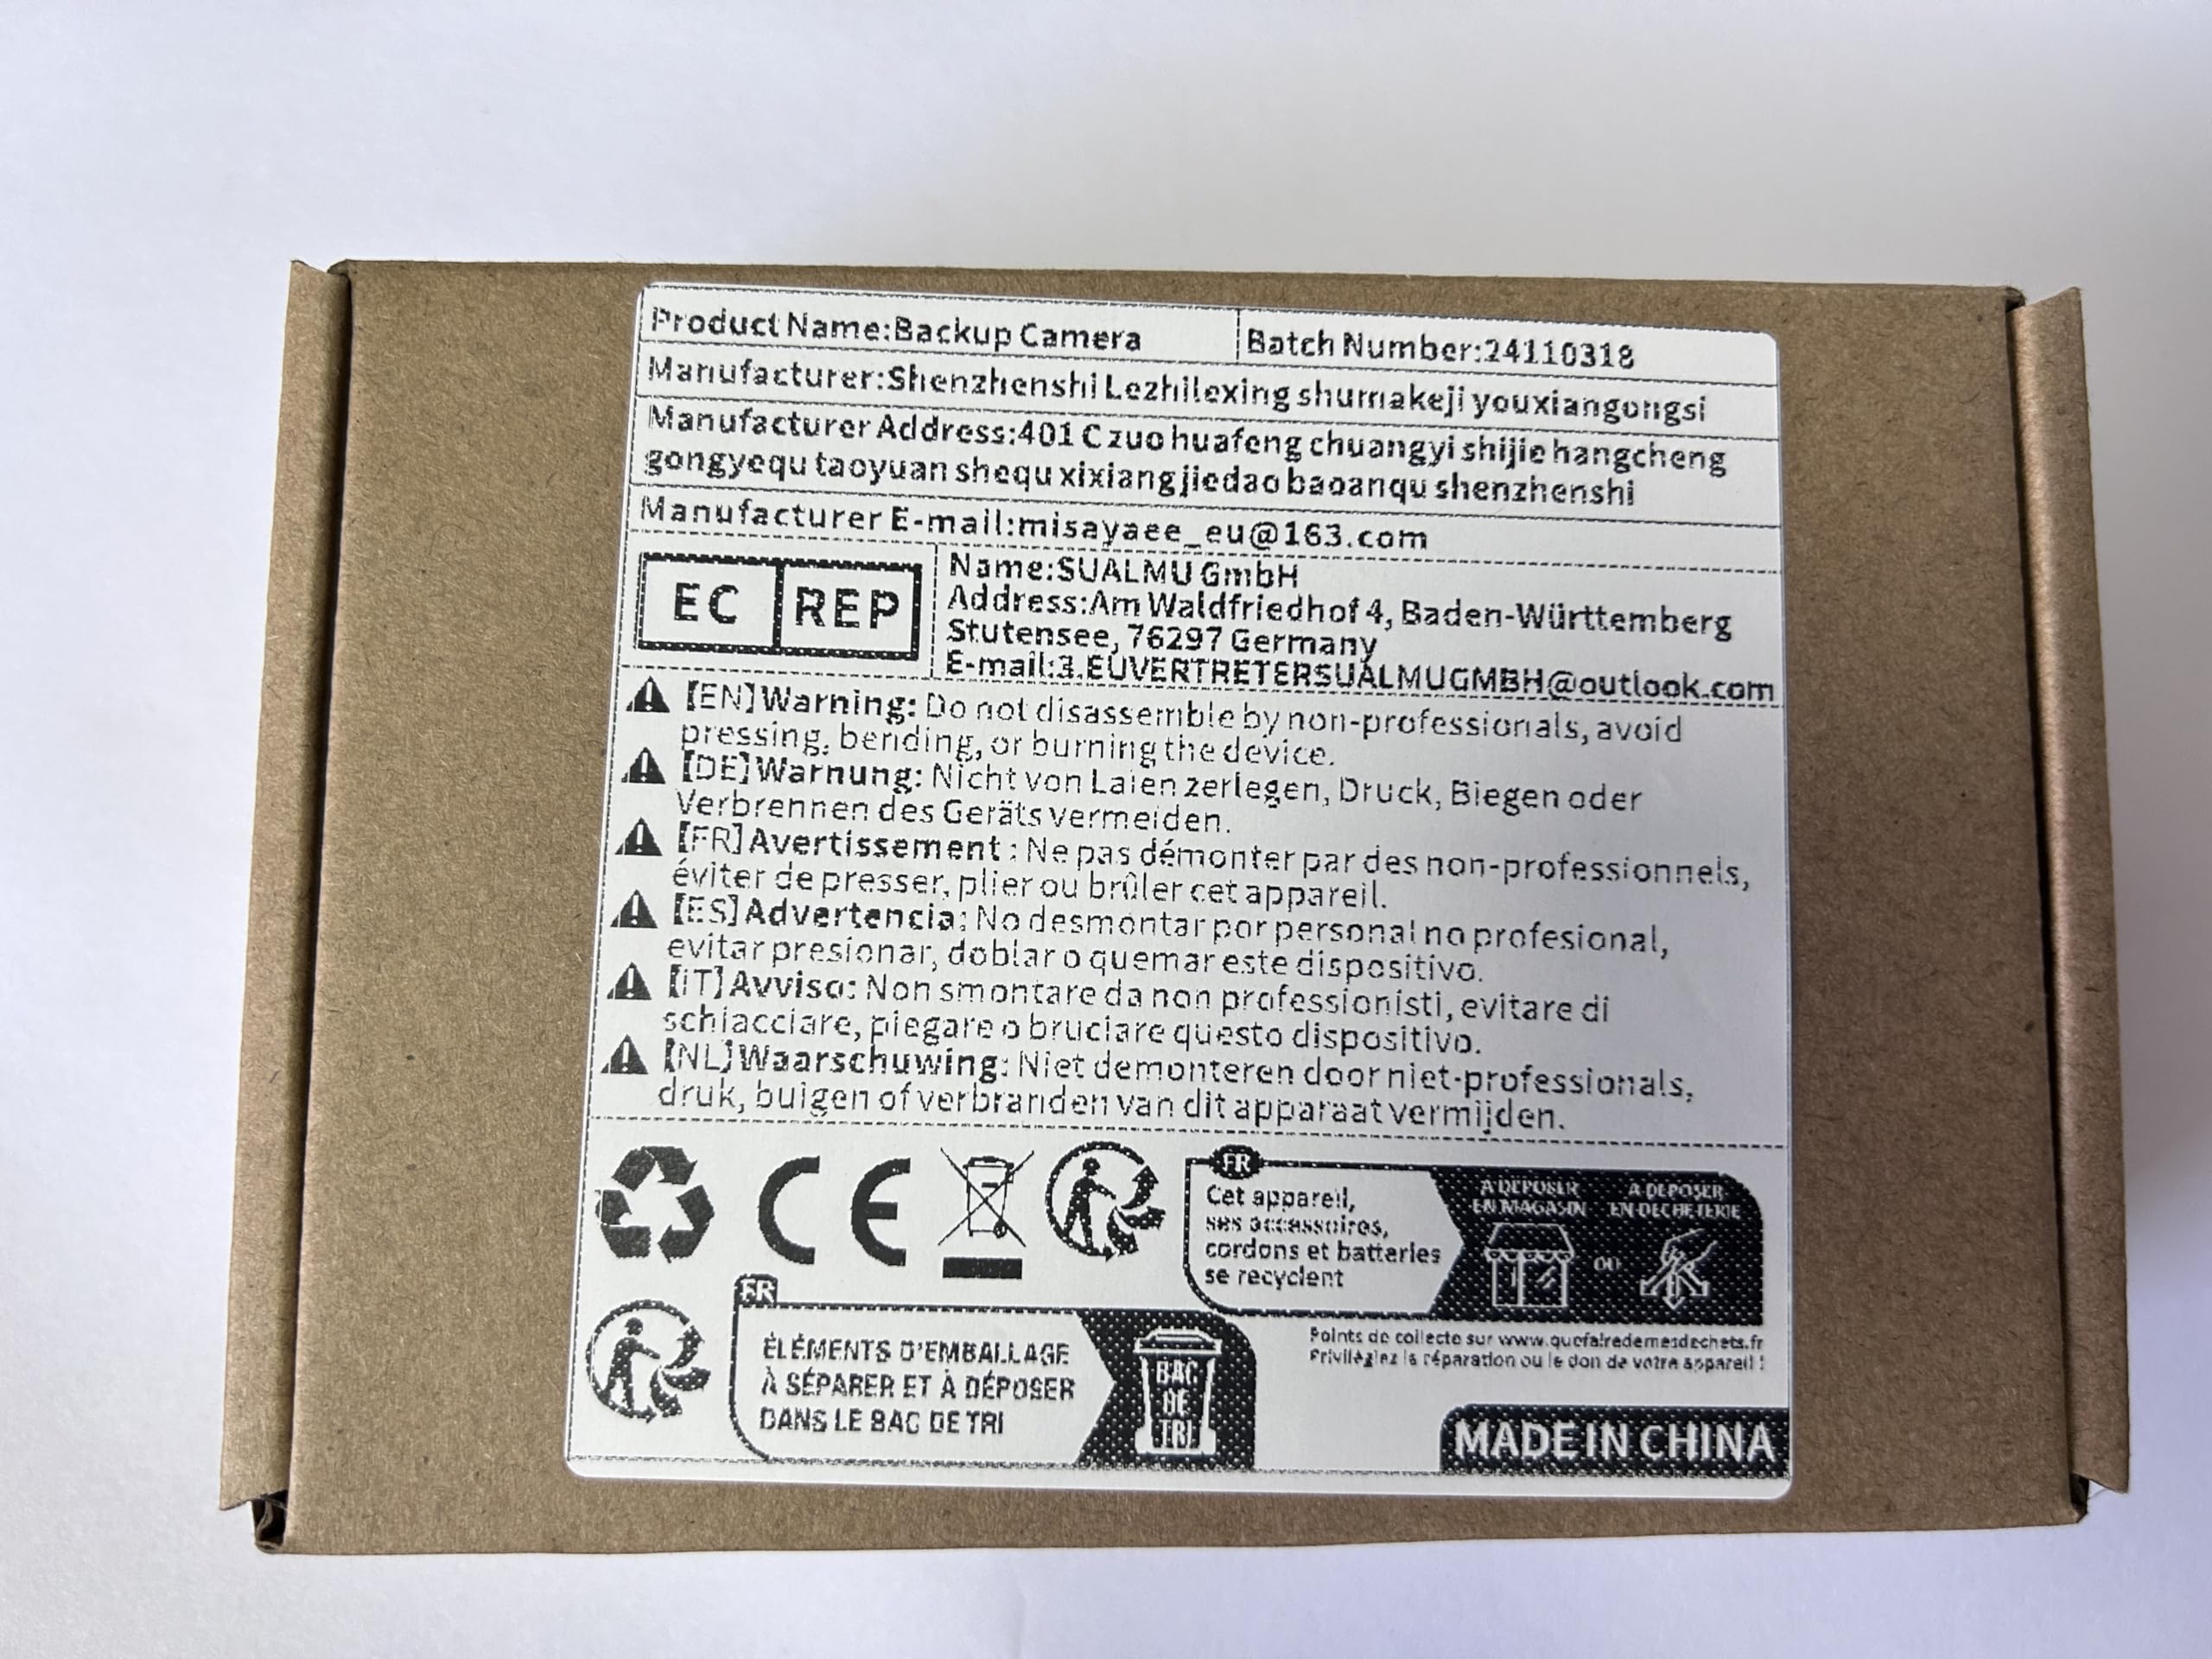 Product Name:Backup Camera
Batch Number:24110318
Manufacturer:Shenzhenshi Lezhilexing shumakeji youxiangongsi
Manufacturer Address:401 C zuo huafeng chuangyi shijie hangcheng
gongyequ taoyuan shequ xixiang jiedao baoanqu shenzhenshi
Manufacturer E-mail:misayaee_eu@163.com
EC REP
Name:SUALMU GmbH
Address:Am Waldfriedhof 4, Baden-Württemberg
Stutensee, 76297 Germany
E-mail:3.EUVERTRETERSUALMUGMBH@outlook.com
【EN】Warning: Do not disassemble by non-professionals, avoid
pressing, bending, or burning the device.
【DE】Warnung: Nicht von Laien zerlegen, Druck, Biegen oder
Verbrennen des Geräts vermeiden.
【FR】Avertissement : Ne pas démonter par des non-professionnels,
éviter de presser, plier ou brûler cet appareil.
【ES】Advertencia: No desmontar por personal no profesional,
evitar presionar, doblar o quemar este dispositivo.
【IT】Avviso: Non smontare da non professionisti, evitare di
schiacciare, piegare o bruciare questo dispositivo.
【NL】Waarschuwing: Niet demonteren door niet-professionals,
druk, buigen of verbranden van dit apparaat vermijden.
CE
FR
Cet appareil,
ses accessoires,
cordons et batteries
se recyclent
À DÉPOSER
EN MAGASIN
OU
À DÉPOSER
EN DÉCHÈTERIE
Points de collecte sur www.quefairedemesdechets.fr
Privilégiez la réparation ou le don de votre appareil !
FR
ÉLÉMENTS D'EMBALLAGE
À SÉPARER ET À DÉPOSER
DANS LE BAC DE TRI
BAC
DE
TRI
MADE IN CHINA